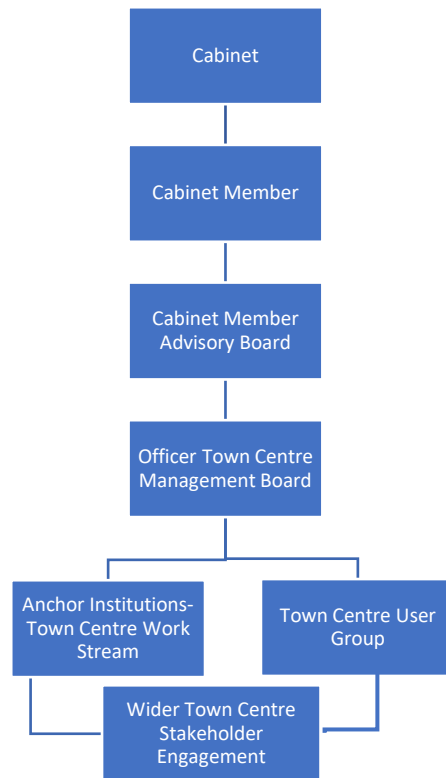 Cabinet
Cabinet Member
Cabinet Member
Advisory Board
Officer Town Centre
Management Board
Anchor Institutions-
Town Centre Work
Stream
Town Centre User
Group
Wider Town Centre
Stakeholder
Engagement